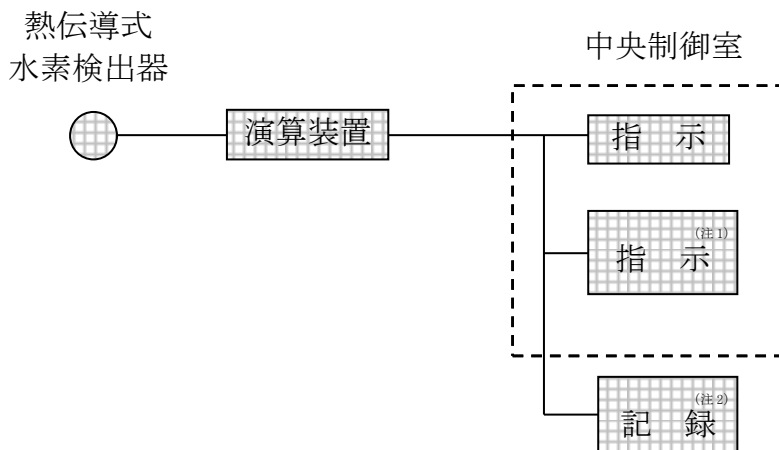 熱伝導式
水素検出器
中央制御室
演算装置
指 示
(注1)
指 示
(注2)
記 録